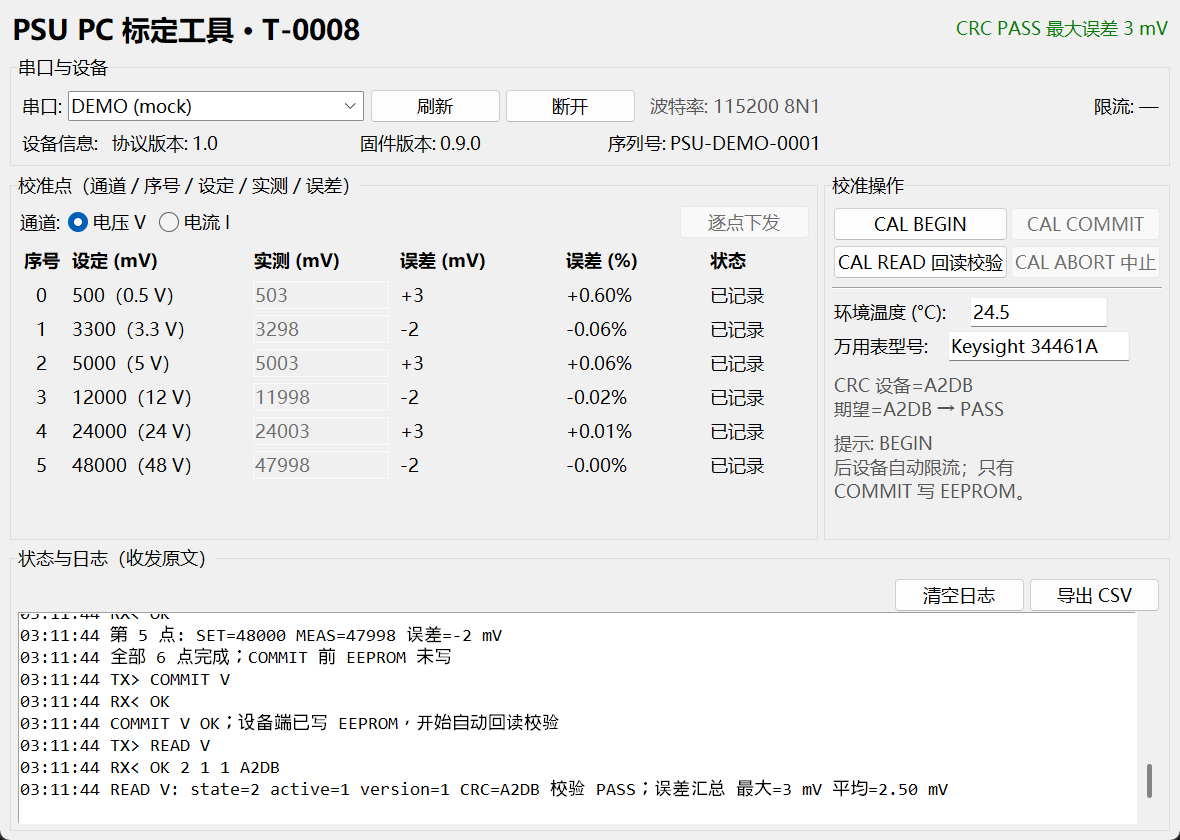 PSU PC 标定工具 • T-0008
CRC PASS 最大误差 3 mV
串口与设备
串口: DEMO (mock) 刷新 断开 波特率: 115200 8N1 限流: —
设备信息: 协议版本: 1.0 固件版本: 0.9.0 序列号: PSU-DEMO-0001
校准点（通道 / 序号 / 设定 / 实测 / 误差）
通道: 电压 V 电流 I 逐点下发
序号 设定 (mV) 实测 (mV) 误差 (mV) 误差 (%) 状态
0 500（0.5 V） 503 +3 +0.60% 已记录
1 3300（3.3 V） 3298 -2 -0.06% 已记录
2 5000（5 V） 5003 +3 +0.06% 已记录
3 12000（12 V） 11998 -2 -0.02% 已记录
4 24000（24 V） 24003 +3 +0.01% 已记录
5 48000（48 V） 47998 -2 -0.00% 已记录
校准操作
CAL BEGIN CAL COMMIT
CAL READ 回读校验 CAL ABORT 中止
环境温度 (°C): 24.5
万用表型号: Keysight 34461A
CRC 设备=A2DB
期望=A2DB → PASS
提示: BEGIN
后设备自动限流；只有
COMMIT 写 EEPROM。
状态与日志（收发原文）
清空日志 导出 CSV
03:11:44 RX< OK
03:11:44 第 5 点: SET=48000 MEAS=47998 误差=-2 mV
03:11:44 全部 6 点完成；COMMIT 前 EEPROM 未写
03:11:44 TX> COMMIT V
03:11:44 RX< OK
03:11:44 COMMIT V OK；设备端已写 EEPROM，开始自动回读校验
03:11:44 TX> READ V
03:11:44 RX< OK 2 1 1 A2DB
03:11:44 READ V: state=2 active=1 version=1 CRC=A2DB 校验 PASS；误差汇总 最大=3 mV 平均=2.50 mV